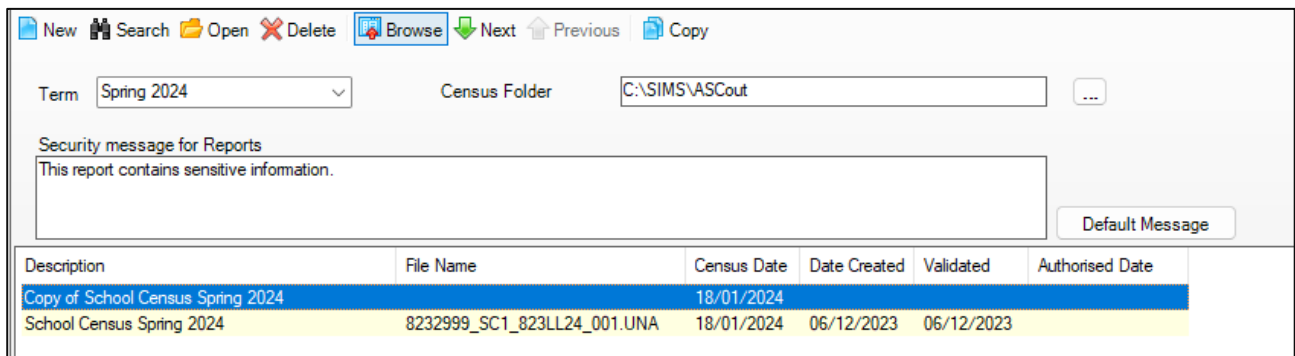 New Search Open Delete Browse Next Previous Copy
Term Spring 2024 Census Folder C:\SIMS\ASCout ...
Security message for Reports
This report contains sensitive information.
Default Message
Description File Name Census Date Date Created Validated Authorised Date
Copy of School Census Spring 2024 18/01/2024
School Census Spring 2024 8232999_SC1_823LL24_001.UNA 18/01/2024 06/12/2023 06/12/2023